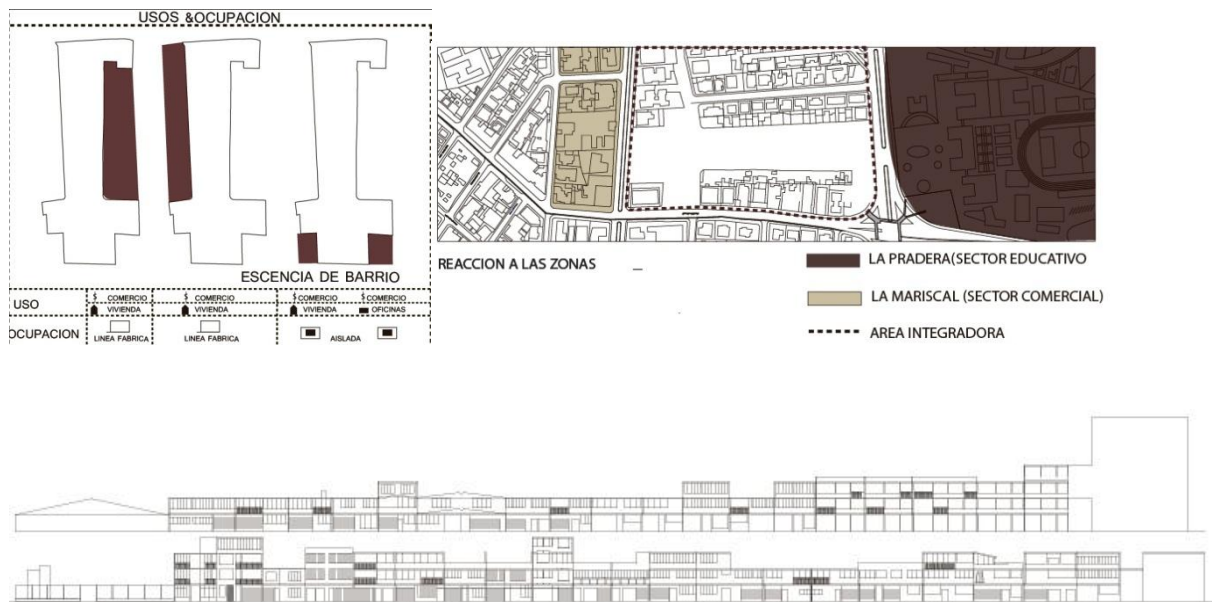 USOS &OCUPACION
ESCENCIA DE BARRIO
USO
COMERCIO
VIVIENDA
COMERCIO
VIVIENDA
COMERCIO
COMERCIO
VIVIENDA
OFICINAS
OCUPACION
LINEA FABRICA
LINEA FABRICA
AISLADA
REACCION A LAS ZONAS
LA PRADERA(SECTOR EDUCATIVO
LA MARISCAL (SECTOR COMERCIAL)
AREA INTEGRADORA